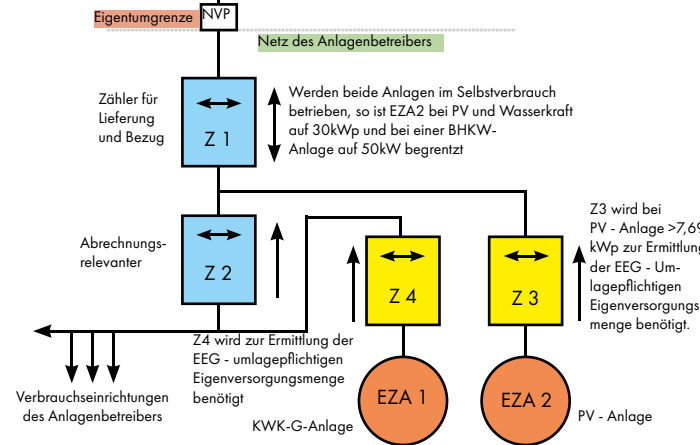 Eigentumgrenze
NVP
Netz des Anlagenbetreibers
Zähler für
Lieferung
und Bezug
Z 1
Werden beide Anlagen im Selbstverbrauch
betrieben, so ist EZA2 bei PV und Wasserkraft
auf 30kWp und bei einer BHKW-
Anlage auf 50kW begrentzt
Abrechnungs-
relevanter
Z 2
Z 4
Z 3
Z3 wird bei
PV - Anlage >7,69
kWp zur Ermittlung
der EEG - Um-
lagepflichtigen
Eigenversorgungs
menge benötigt.
Z4 wird zur Ermittlung der
EEG - umlagepflichtigen
Eigenversorgungsmenge
benötigt
Verbrauchseinrichtungen
des Anlagenbetreibers
KWK-G-Anlage
EZA 1
EZA 2
PV - Anlage